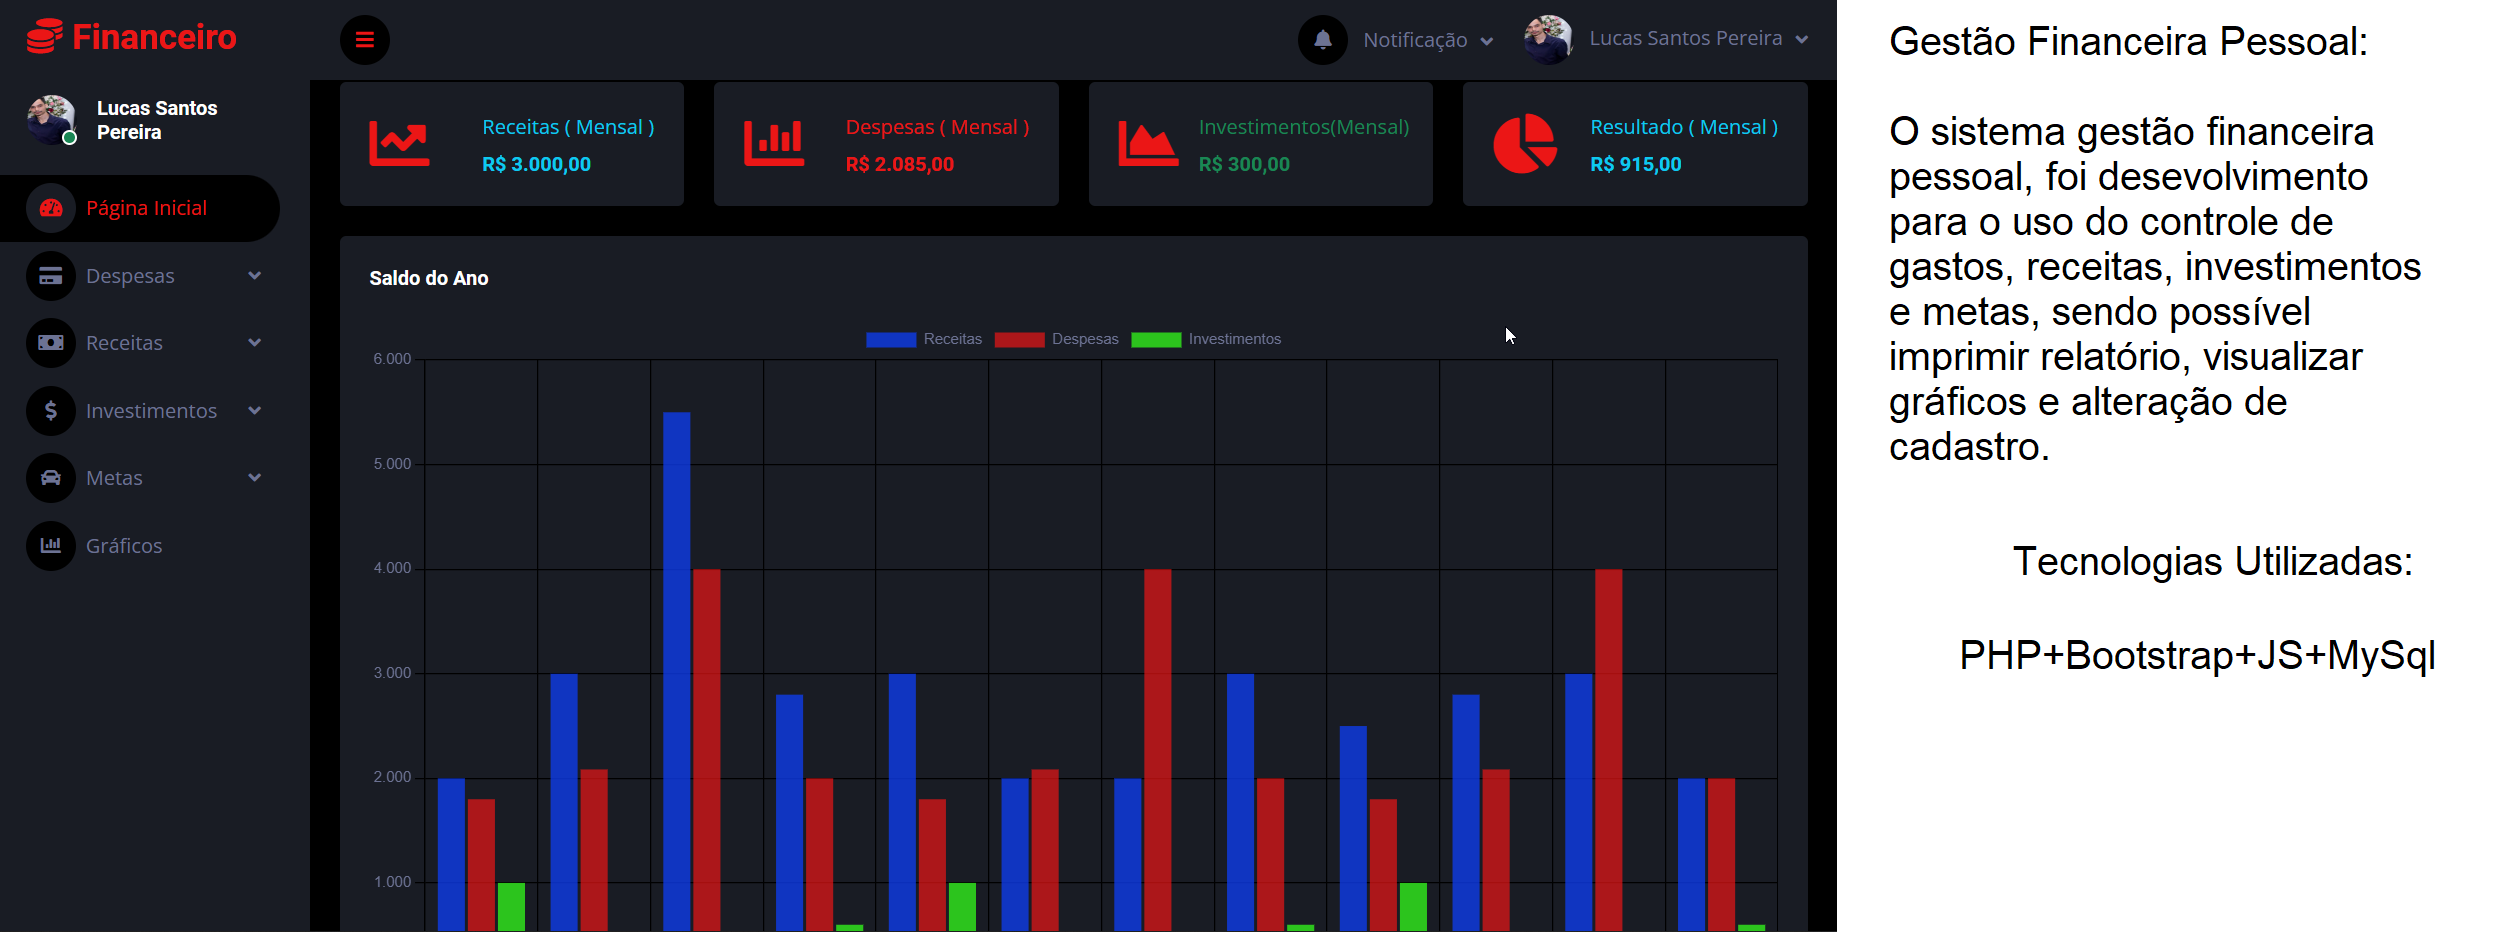 Financeiro
Notificação
Lucas Santos Pereira
Lucas Santos
Pereira
Página Inicial
Despesas
Receitas
Investimentos
Metas
Gráficos
Receitas ( Mensal )
R$ 3.000,00
Despesas ( Mensal )
R$ 2.085,00
Investimentos(Mensal)
R$ 300,00
Resultado ( Mensal )
R$ 915,00
Saldo do Ano
Receitas Despesas Investimentos
6.000
5.000
4.000
3.000
2.000
1.000
Gestão Financeira Pessoal:
O sistema gestão financeira
pessoal, foi desevolvimento
para o uso do controle de
gastos, receitas, investimentos
e metas, sendo possível
imprimir relatório, visualizar
gráficos e alteração de
cadastro.
Tecnologias Utilizadas:
PHP+Bootstrap+JS+MySql